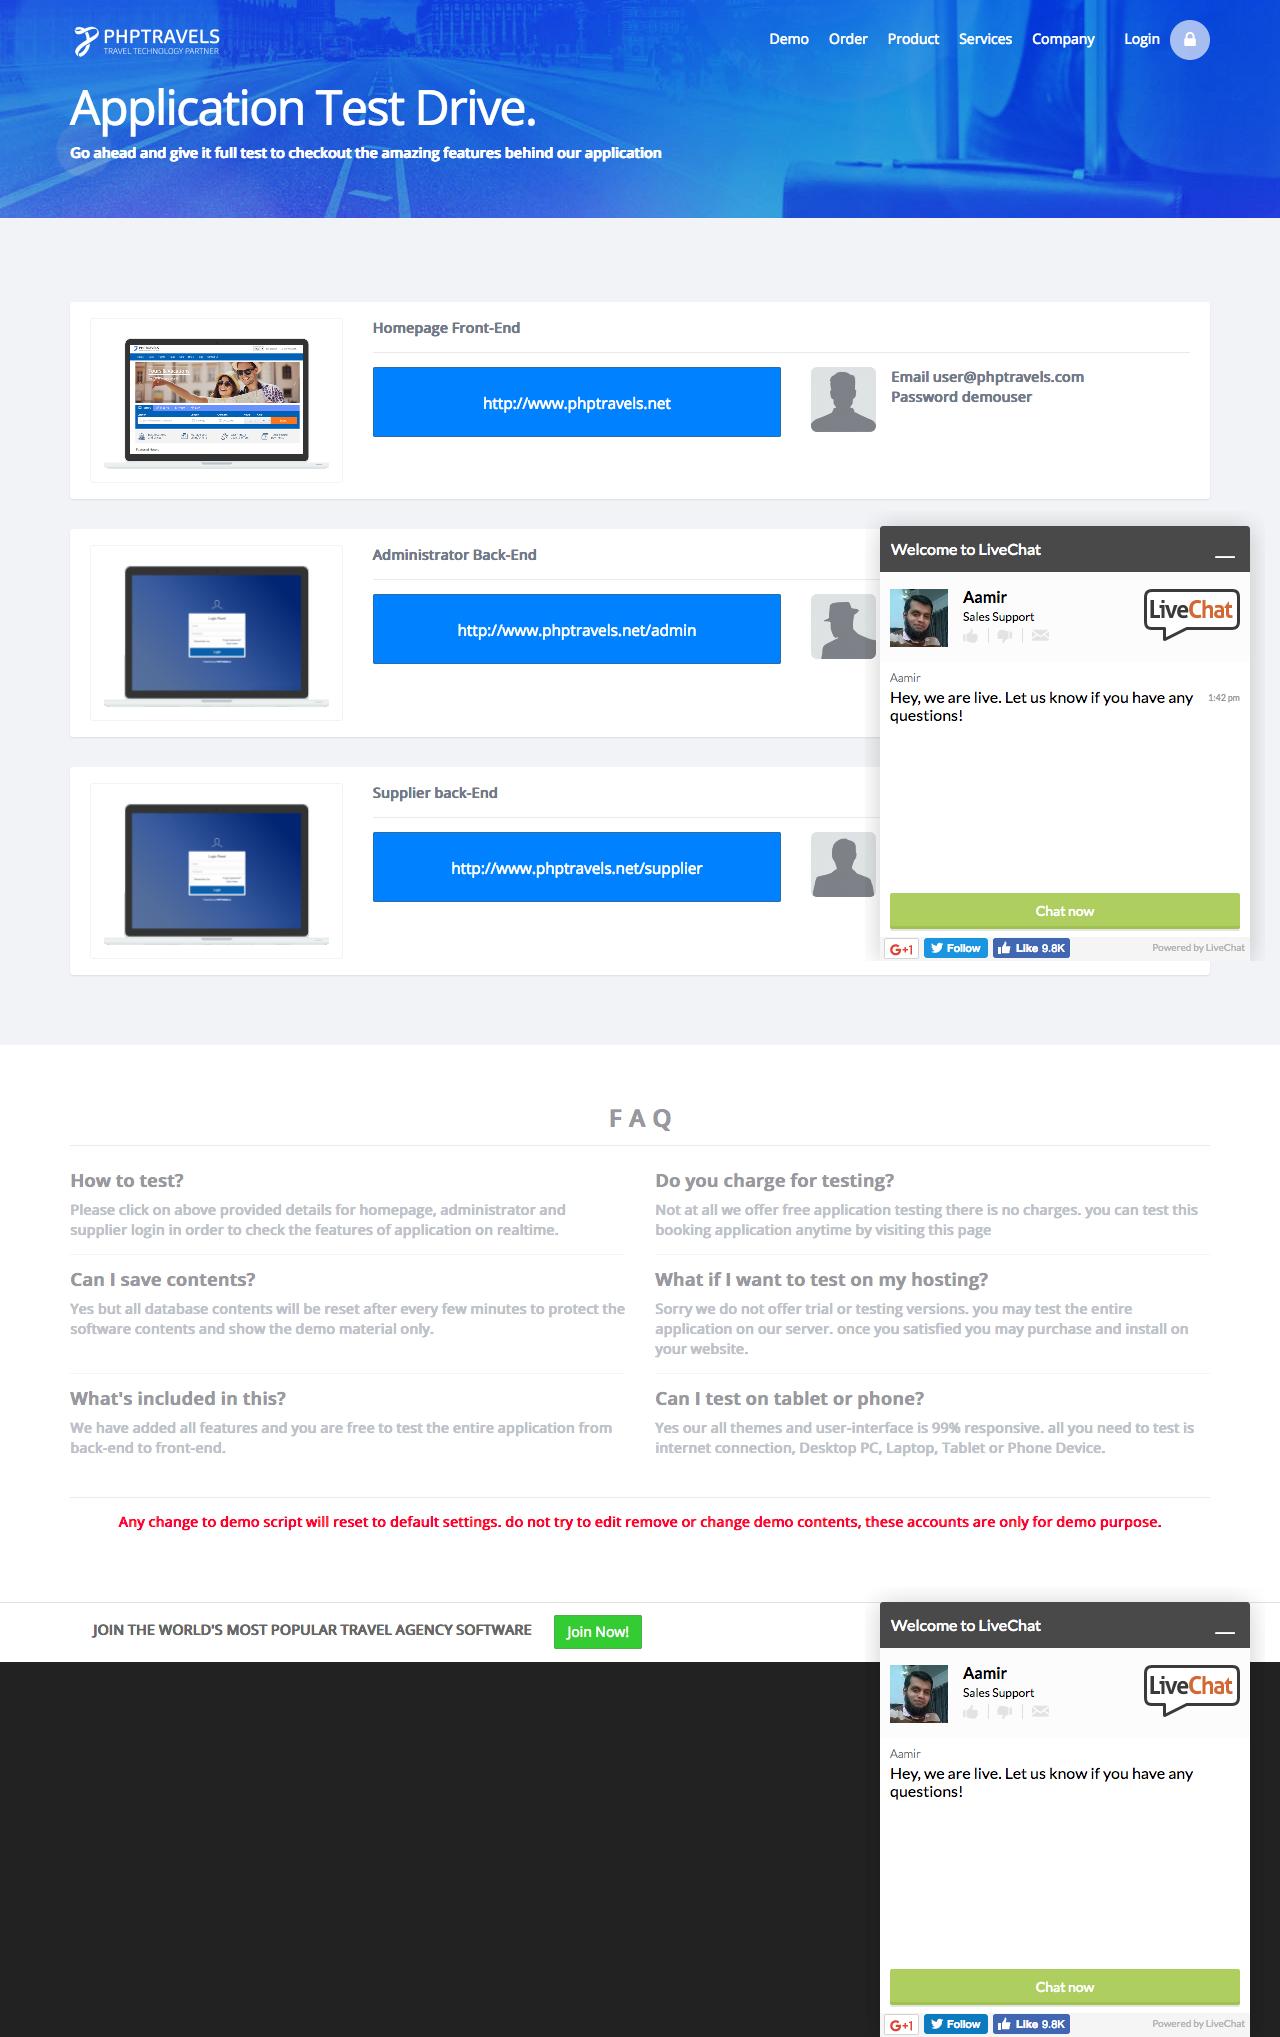 PHPTRAVELS
TRAVEL TECHNOLOGY PARTNER
Demo Order Product Services Company Login
Application Test Drive.
Go ahead and give it full test to checkout the amazing features behind our application
Homepage Front-End
http://www.phptravels.net
Email user@phptravels.com
Password demouser
Administrator Back-End
http://www.phptravels.net/admin
Supplier back-End
http://www.phptravels.net/supplier
Welcome to LiveChat
Aamir
Sales Support
LiveChat
Aamir
Hey, we are live. Let us know if you have any 1:42 pm
questions!
Chat now
G+1 Follow Like 9.8K Powered by LiveChat
FAQ
How to test?
Please click on above provided details for homepage, administrator and
supplier login in order to check the features of application on realtime.
Do you charge for testing?
Not at all we offer free application testing there is no charges. you can test this
booking application anytime by visiting this page
Can I save contents?
Yes but all database contents will be reset after every few minutes to protect the
software contents and show the demo material only.
What if I want to test on my hosting?
Sorry we do not offer trial or testing versions. you may test the entire
application on our server. once you satisfied you may purchase and install on
your website.
What's included in this?
We have added all features and you are free to test the entire application from
back-end to front-end.
Can I test on tablet or phone?
Yes our all themes and user-interface is 99% responsive. all you need to test is
internet connection, Desktop PC, Laptop, Tablet or Phone Device.
Any change to demo script will reset to default settings. do not try to edit remove or change demo contents, these accounts are only for demo purpose.
JOIN THE WORLD'S MOST POPULAR TRAVEL AGENCY SOFTWARE Join Now!
Welcome to LiveChat
Aamir
Sales Support
LiveChat
Aamir
Hey, we are live. Let us know if you have any
questions!
Chat now
G+1 Follow Like 9.8K Powered by LiveChat